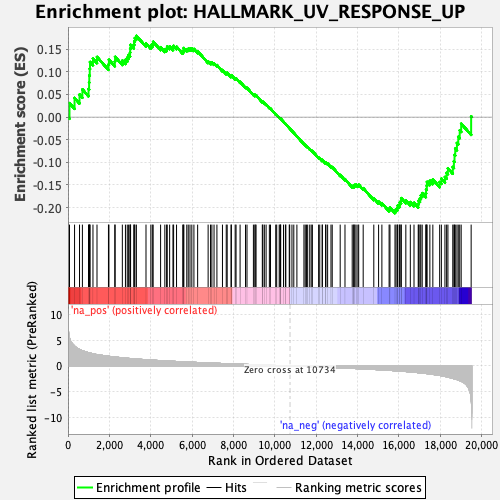 Enrichment plot: HALLMARK_UV_RESPONSE_UP
Enrichment score (ES)
0.15
0.10
0.05
0.00
-0.05
-0.10
-0.15
-0.20
'na_pos' (positively correlated)
Ranked list metric (PreRanked)
10
5
0
-5
-10
Zero cross at 10734
'na_neg' (negatively correlated)
0
2,000
4,000
6,000
8,000
10,000
12,000
14,000
16,000
18,000
20,000
Rank in Ordered Dataset
Enrichment profile
Hits
Ranking metric scores